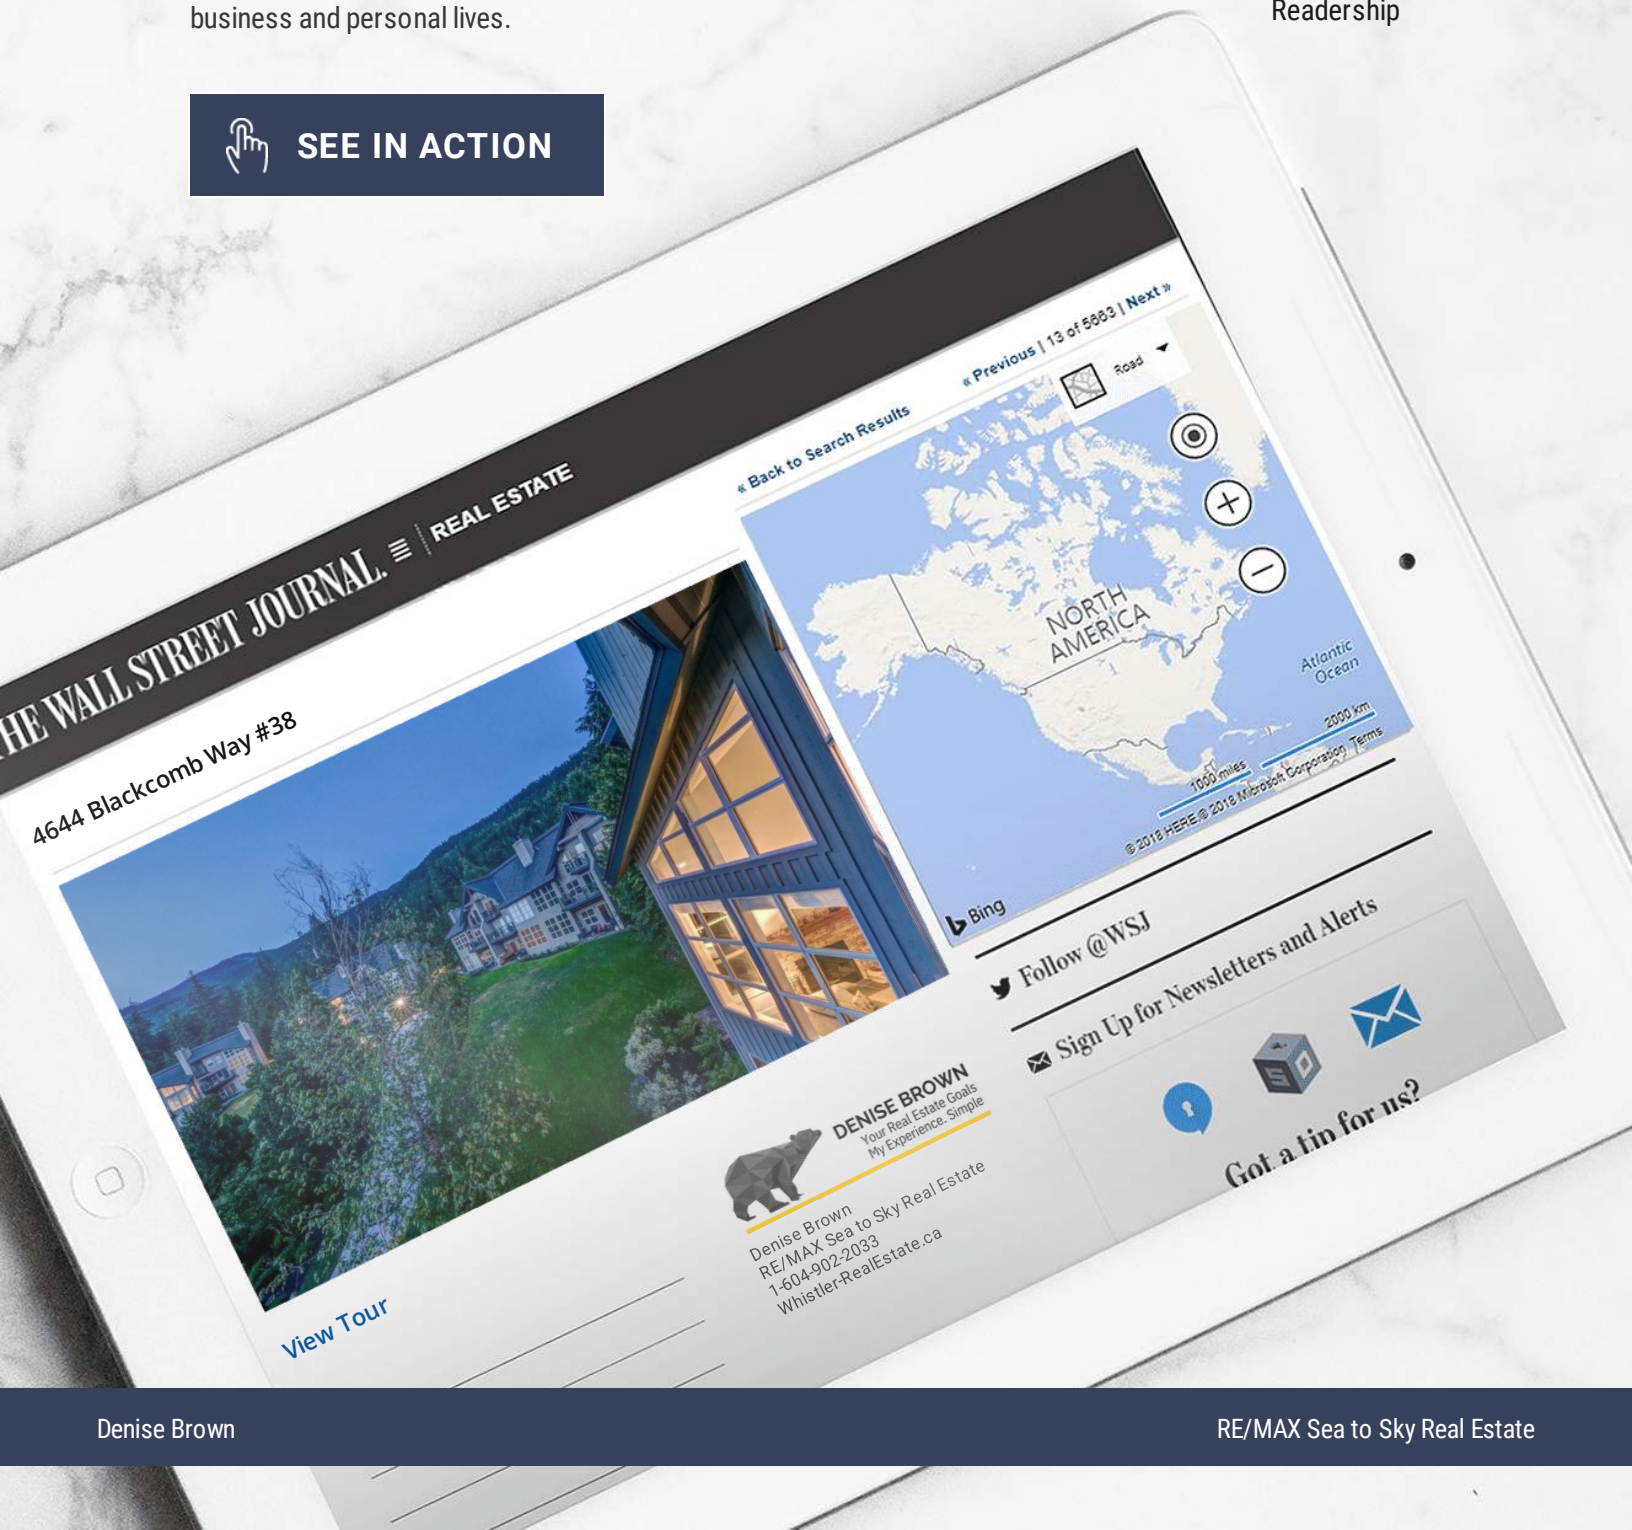 business and personal lives.
Readership
SEE IN ACTION
THE WALL STREET JOURNAL.
REAL ESTATE
4644 Blackcomb Way #38
« Back to Search Results
« Previous | 13 of 5663 | Next »
Road
NORTH
AMERICA
Atlantic
Ocean
2000 km
1000 miles
© 2018 HERE, © 2018 Microsoft Corporation Terms
Bing
Follow @WSJ
Sign Up for Newsletters and Alerts
SD
Got a tip for us?
DENISE BROWN
Your Real Estate Goals
My Experience. Simple
Denise Brown
RE/MAX Sea to Sky Real Estate
1-604-902-2033
Whistler-RealEstate.ca
View Tour
Denise Brown
RE/MAX Sea to Sky Real Estate